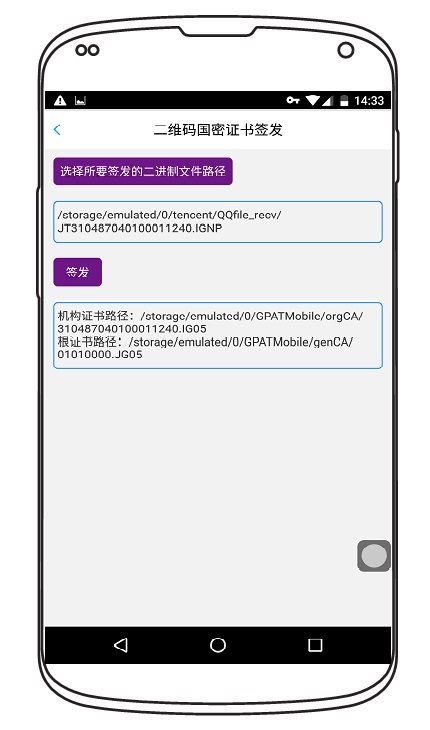 14:33
二维码国密证书签发
选择所要签发的二进制文件路径
/storage/emulated/0/tencent/QQfile_recv/
JT310487040100011240.IGNP
签发
机构证书路径：/storage/emulated/0/GPATMobile/orgCA/
310487040100011240.IG05
根证书路径：/storage/emulated/0/GPATMobile/genCA/
01010000.JG05